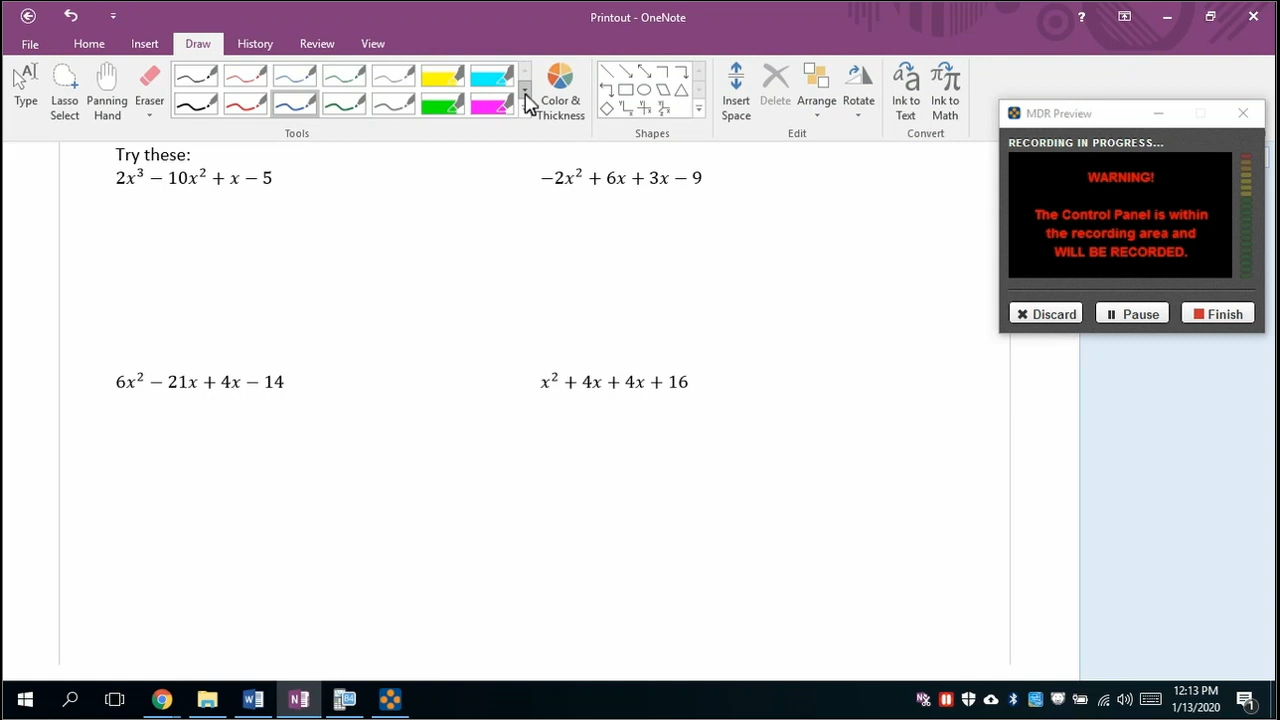 Printout - OneNote
File Home Insert Draw History Review View
Type
Lasso Select
Panning Hand
Eraser
Color & Thickness
Insert Space
Delete
Arrange
Rotate
Ink to Text
Ink to Math
Tools
Shapes
Edit
Convert
MDR Preview
RECORDING IN PROGRESS...
WARNING!
The Control Panel is within
the recording area and
WILL BE RECORDED.
Discard Pause Finish
Try these:
2x³ − 10x² + x − 5
−2x² + 6x + 3x − 9
6x² − 21x + 4x − 14
x² + 4x + 4x + 16
12:13 PM
1/13/2020